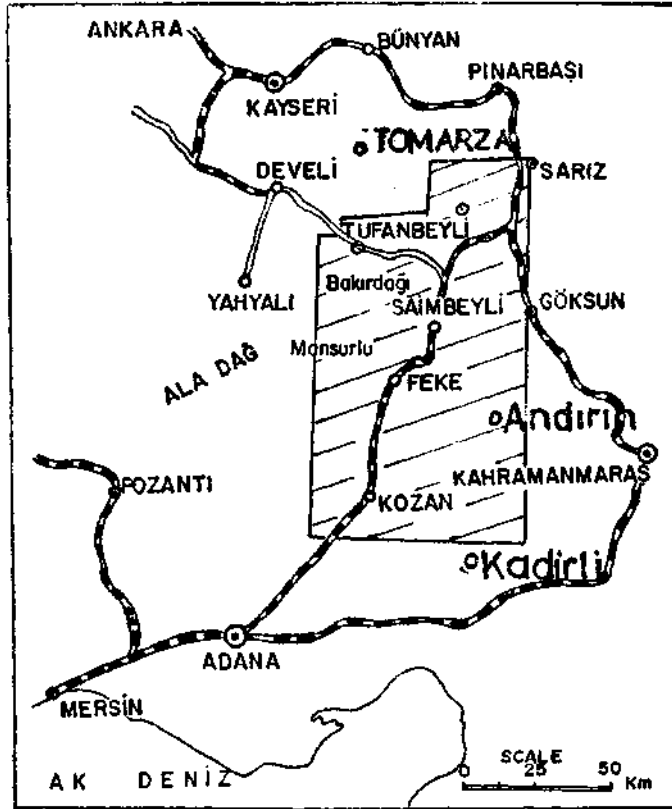 ANKARA
BÜNYAN
PINARBAŞI
KAYSERİ
TOMARZA
SARIZ
DEVELİ
TUFANBEYLİ
Bakırdağı
YAHYALI
SAİMBEYLİ
GÖKSUN
Mansurlu
ALA DAĞ
FEKE
Andırın
KAHRAMANMARAŞ
POZANTI
KOZAN
Kadirli
ADANA
MERSİN
SCALE
0 25 50 Km
AK DENİZ